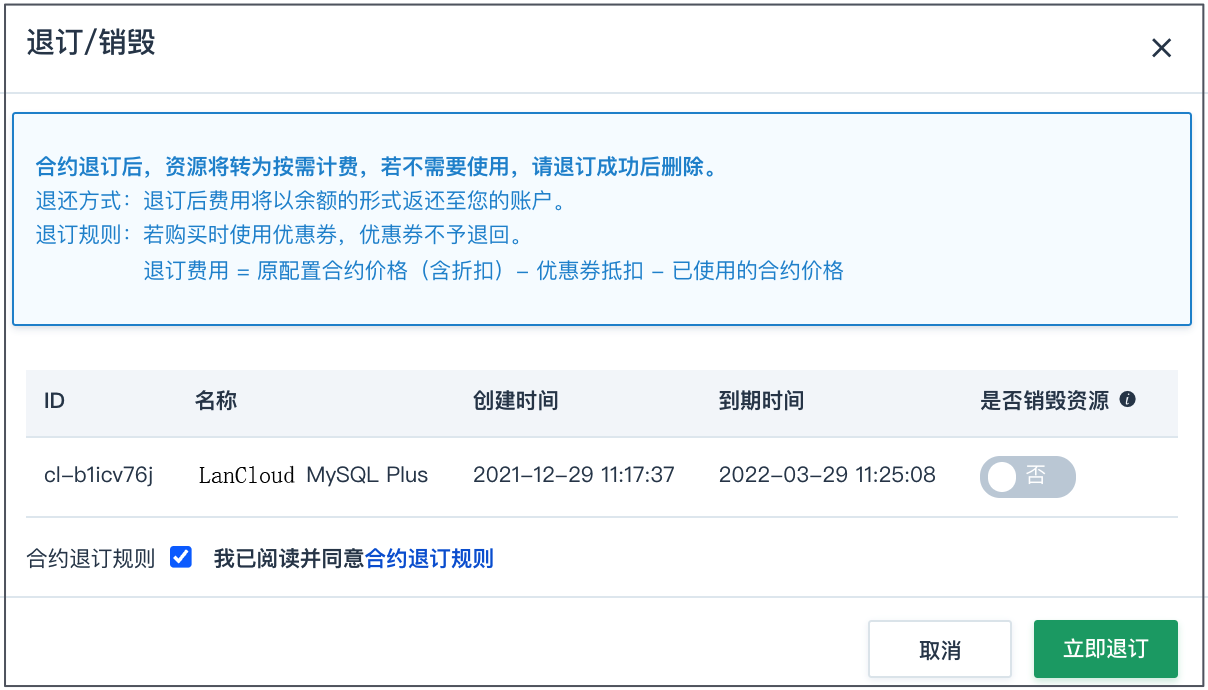 退订/销毁
合约退订后，资源将转为按需计费，若不需要使用，请退订成功后删除。
退还方式：退订后费用将以余额的形式返还至您的账户。
退订规则：若购买时使用优惠券，优惠券不予退回。
退订费用 = 原配置合约价格（含折扣）- 优惠券抵扣 - 已使用的合约价格
ID 名称 创建时间 到期时间 是否销毁资源
cl-b1icv76j LanCloud MySQL Plus 2021-12-29 11:17:37 2022-03-29 11:25:08 否
合约退订规则 我已阅读并同意合约退订规则
取消 立即退订